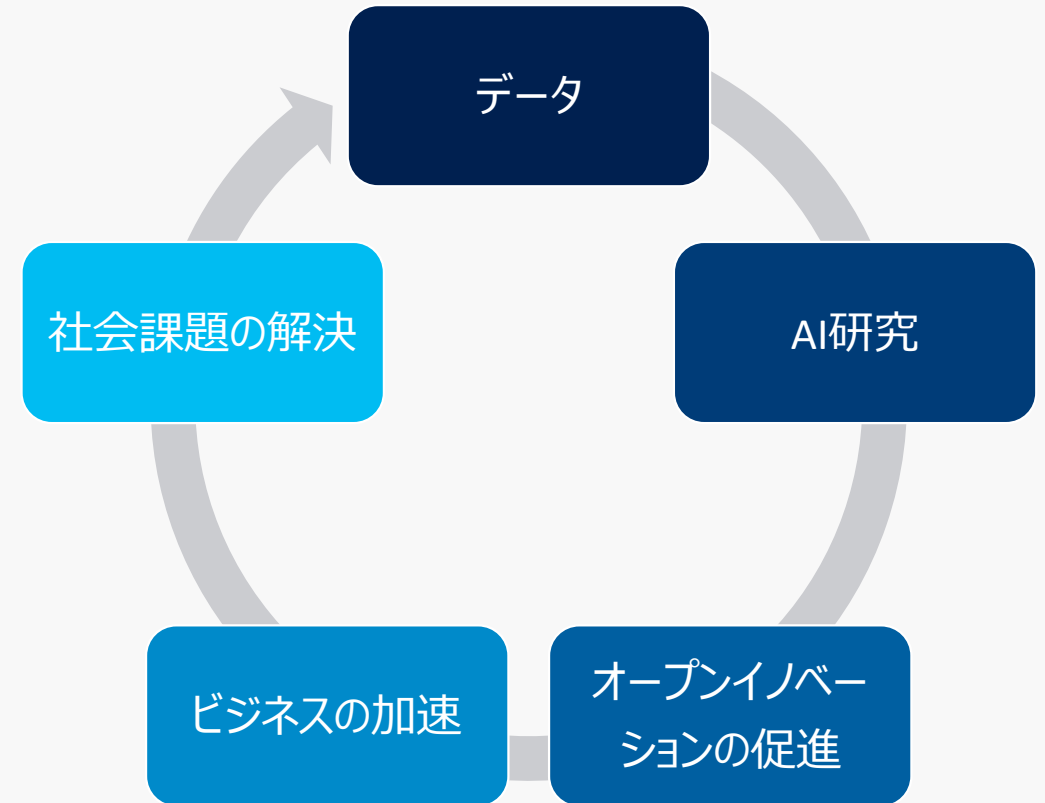 データ
AI研究
オープンイノベー
ションの促進
ビジネスの加速
社会課題の解決